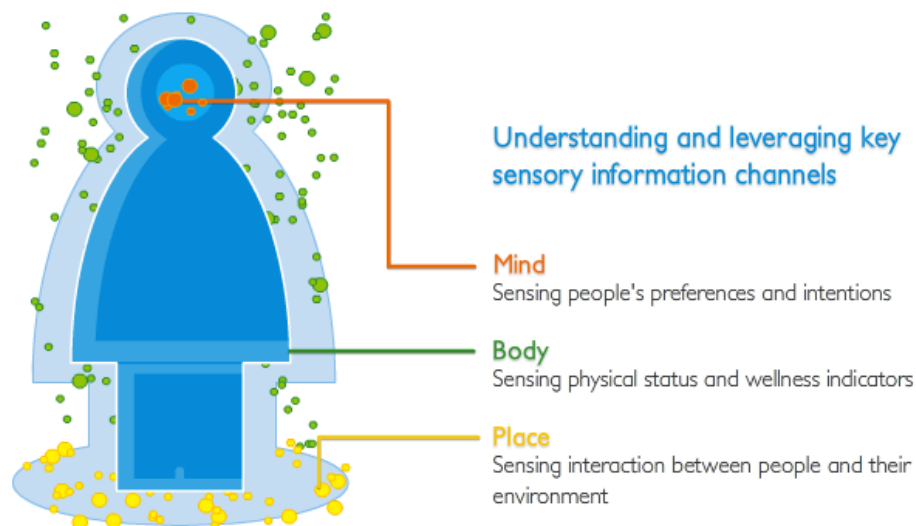 Understanding and leveraging key
sensory information channels
Mind
Sensing people's preferences and intentions
Body
Sensing physical status and wellness indicators
Place
Sensing interaction between people and their
environment